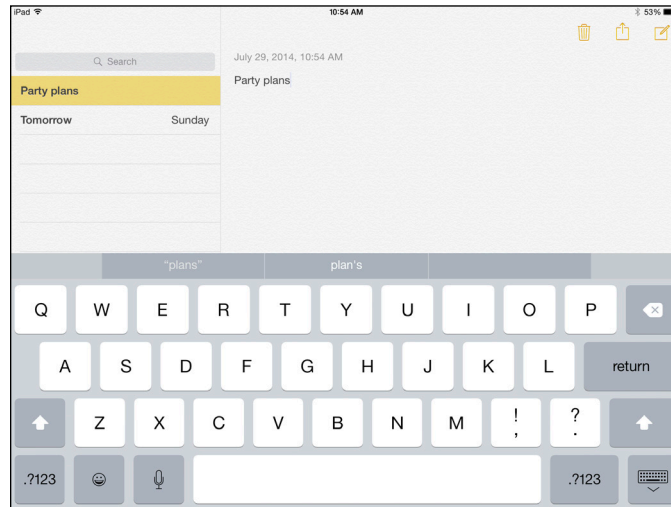 iPad 10:54 AM 53%
Search
July 29, 2014, 10:54 AM
Party plans
Party plans
Tomorrow Sunday
“plans” plan's
Q W E R T Y U I O P
A S D F G H J K L return
Z X C V B N M ! , ? .
.?123 .?123